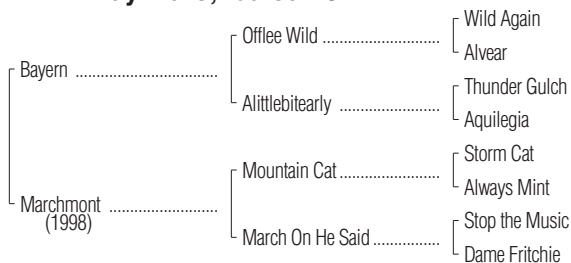 Wild Again
Offlee Wild ..........................
Alvear
Bayern ...................................
Thunder Gulch
Alittlebitearly ........................
Aquilegia
Storm Cat
Mountain Cat ........................
Always Mint
Marchmont ..........................
(1998)
Stop the Music
March On He Said ................
Dame Fritchie